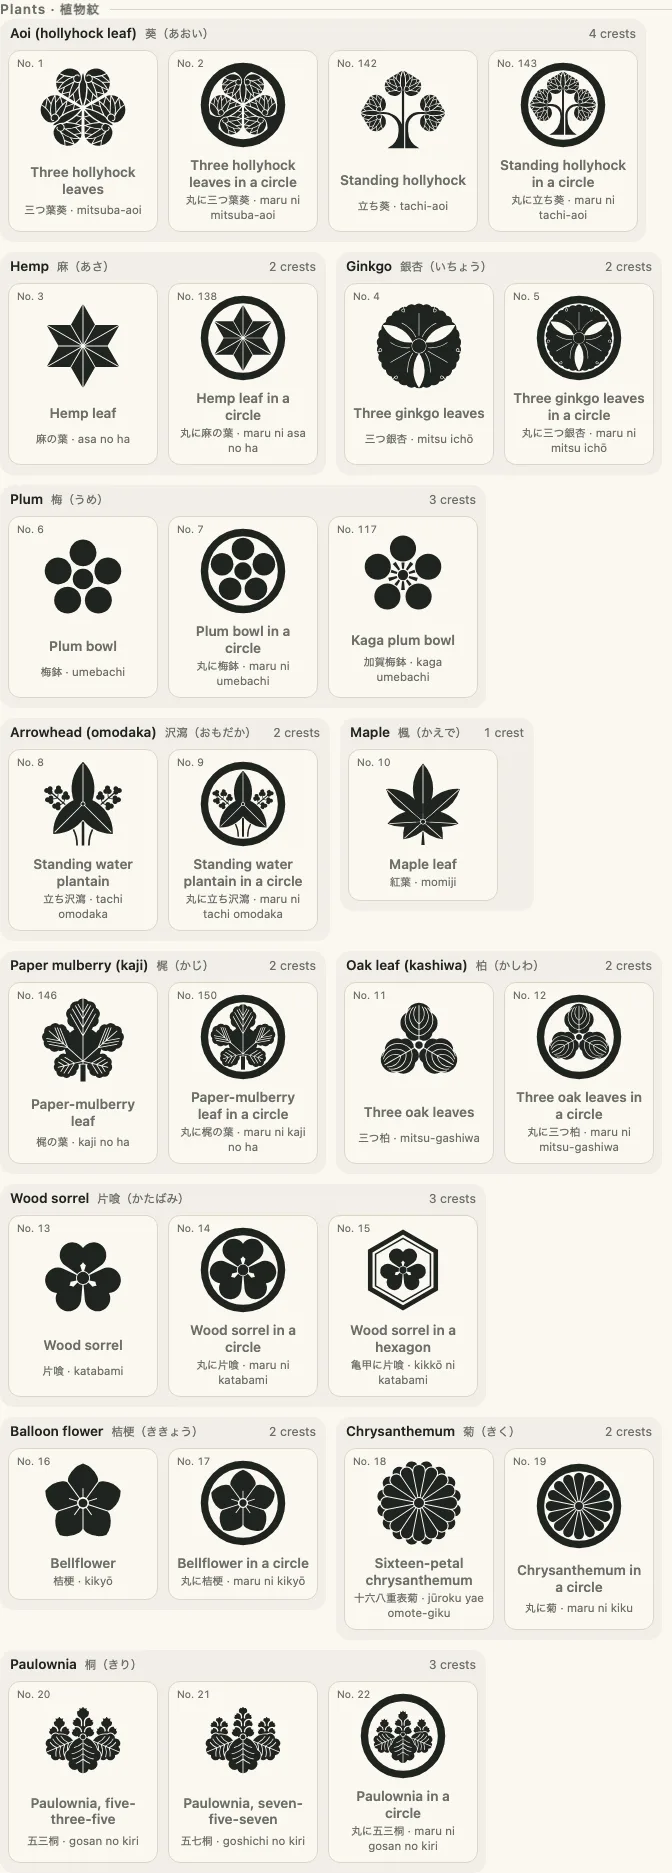 Plants · 植物紋
Aoi (hollyhock leaf) 葵（あおい） 4 crests
No. 1
Three hollyhock
leaves
三つ葉葵 · mitsuba-aoi
No. 2
Three hollyhock
leaves in a circle
丸に三つ葉葵 · maru ni
mitsuba-aoi
No. 142
Standing hollyhock
立ち葵 · tachi-aoi
No. 143
Standing hollyhock
in a circle
丸に立ち葵 · maru ni
tachi-aoi
Hemp 麻（あさ） 2 crests
No. 3
Hemp leaf
麻の葉 · asa no ha
No. 138
Hemp leaf in a
circle
丸に麻の葉 · maru ni asa
no ha
Ginkgo 銀杏（いちょう） 2 crests
No. 4
Three ginkgo leaves
三つ銀杏 · mitsu ichō
No. 5
Three ginkgo leaves
in a circle
丸に三つ銀杏 · maru ni
mitsu ichō
Plum 梅（うめ） 3 crests
No. 6
Plum bowl
梅鉢 · umebachi
No. 7
Plum bowl in a
circle
丸に梅鉢 · maru ni
umebachi
No. 117
Kaga plum bowl
加賀梅鉢 · kaga
umebachi
Arrowhead (omodaka) 沢瀉（おもだか） 2 crests
No. 8
Standing water
plantain
立ち沢瀉 · tachi
omodaka
No. 9
Standing water
plantain in a circle
丸に立ち沢瀉 · maru ni
tachi omodaka
Maple 楓（かえで） 1 crest
No. 10
Maple leaf
紅葉 · momiji
Paper mulberry (kaji) 梶（かじ） 2 crests
No. 146
Paper-mulberry
leaf
梶の葉 · kaji no ha
No. 150
Paper-mulberry
leaf in a circle
丸に梶の葉 · maru ni kaji
no ha
Oak leaf (kashiwa) 柏（かしわ） 2 crests
No. 11
Three oak leaves
三つ柏 · mitsu-gashiwa
No. 12
Three oak leaves in
a circle
丸に三つ柏 · maru ni
mitsu-gashiwa
Wood sorrel 片喰（かたばみ） 3 crests
No. 13
Wood sorrel
片喰 · katabami
No. 14
Wood sorrel in a
circle
丸に片喰 · maru ni
katabami
No. 15
Wood sorrel in a
hexagon
亀甲に片喰 · kikkō ni
katabami
Balloon flower 桔梗（ききょう） 2 crests
No. 16
Bellflower
桔梗 · kikyō
No. 17
Bellflower in a circle
丸に桔梗 · maru ni kikyō
Chrysanthemum 菊（きく） 2 crests
No. 18
Sixteen-petal
chrysanthemum
十六八重表菊 · jūroku yae
omote-giku
No. 19
Chrysanthemum in
a circle
丸に菊 · maru ni kiku
Paulownia 桐（きり） 3 crests
No. 20
Paulownia, five-
three-five
五三桐 · gosan no kiri
No. 21
Paulownia, seven-
five-seven
五七桐 · goshichi no kiri
No. 22
Paulownia in a
circle
丸に五三桐 · maru ni
gosan no kiri